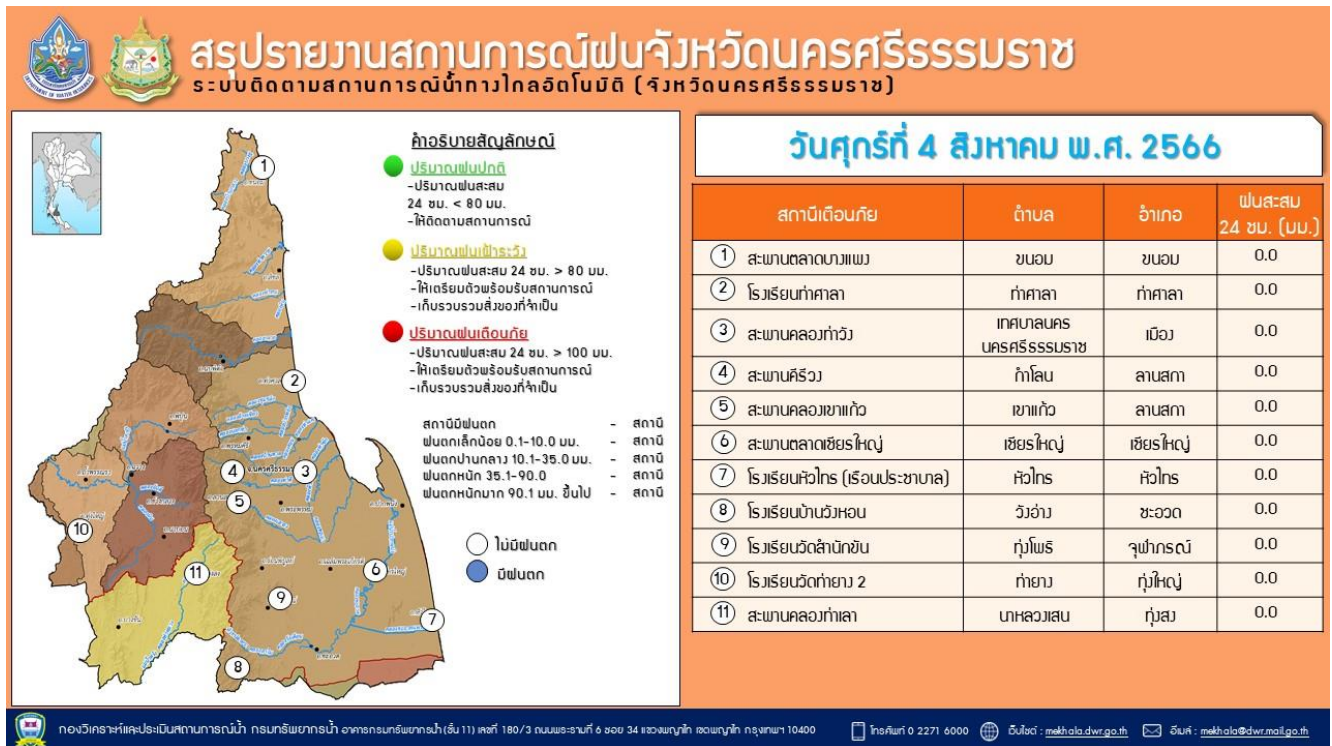 สรุปรายงานสถานการณ์ฝนจังหวัดนครศรีธรรมราช
ระบบติดตามสถานการณ์น้ำทางไกลอัตโนมัติ (จังหวัดนครศรีธรรมราช)
คำอธิบายสัญลักษณ์
ปริมาณฝนปกติ
-ปริมาณฝนสะสม
24 ชม. < 80 มม.
-ให้ติดตามสถานการณ์
ปริมาณฝนเฝ้าระวัง
-ปริมาณฝนสะสม 24 ชม. > 80 มม.
-ให้เตรียมตัวพร้อมรับสถานการณ์
-เก็บรวบรวมสิ่งของที่จำเป็น
ปริมาณฝนเตือนภัย
-ปริมาณฝนสะสม 24 ชม. > 100 มม.
-ให้เตรียมตัวพร้อมรับสถานการณ์
-เก็บรวบรวมสิ่งของที่จำเป็น
สถานีมีฝนตก - สถานี
ฝนตกเล็กน้อย 0.1-10.0 มม. - สถานี
ฝนตกปานกลาง 10.1-35.0 มม. - สถานี
ฝนตกหนัก 35.1-90.0 - สถานี
ฝนตกหนักมาก 90.1 มม. ขึ้นไป - สถานี
ไม่มีฝนตก
มีฝนตก
1
2
3
4
5
6
7
8
9
10
11
วันศุกร์ที่ 4 สิงหาคม พ.ศ. 2566
สถานีเตือนภัย ตำบล อำเภอ ฝนสะสม
24 ชม. (มม.)
1 สะพานตลาดบางแพง ขนอม ขนอม 0.0
2 โรงเรียนท่าศาลา ท่าศาลา ท่าศาลา 0.0
3 สะพานคลองท่าวัง เทศบาลนคร
นครศรีธรรมราช เมือง 0.0
4 สะพานคีรีวง กำโลน ลานสกา 0.0
5 สะพานคลองเขาแก้ว เขาแก้ว ลานสกา 0.0
6 สะพานตลาดเชียรใหญ่ เชียรใหญ่ เชียรใหญ่ 0.0
7 โรงเรียนหัวไทร (เรือนประชาบาล) หัวไทร หัวไทร 0.0
8 โรงเรียนบ้านวังหอน วังอ่าง ชะอวด 0.0
9 โรงเรียนวัดสำนักขัน ทุ่งโพธิ จุฬาภรณ์ 0.0
10 โรงเรียนวัดท่ายาง 2 ท่ายาง ทุ่งใหญ่ 0.0
11 สะพานคลองท่าเลา นาหลวงเสน ทุ่งสง 0.0
กองวิเคราะห์และประเมินสถานการณ์น้ำ กรมทรัพยากรน้ำ อาคารกรมทรัพยากรน้ำ (ชั้น 11) เลขที่ 180/3 ถนนพระรามที่ 6 ซอย 34 แขวงพญาไท เขตพญาไท กรุงเทพฯ 10400 โทรศัพท์ 0 2271 6000 เว็บไซต์ : mekhala.dwr.go.th อีเมล์ : mekhala@dwr.mail.go.th